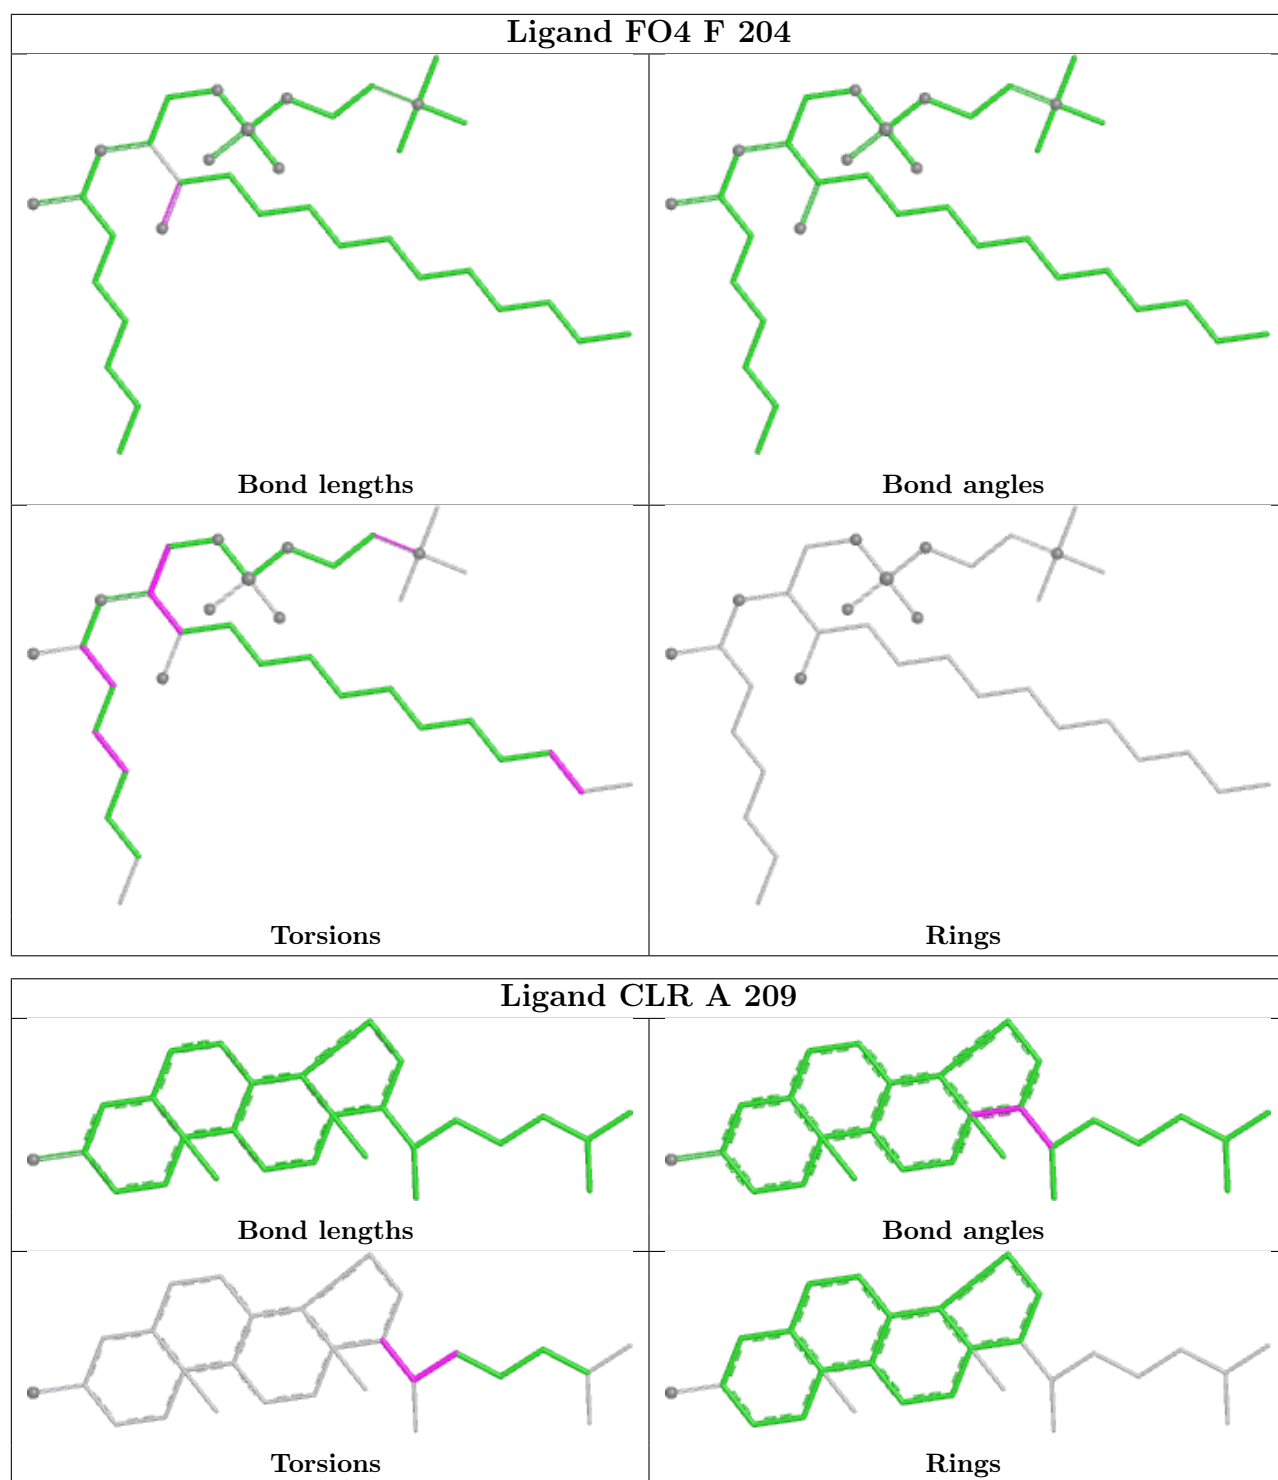 Ligand FO4 F 204
Bond lengths
Bond angles
Torsions
Rings
Ligand CLR A 209
Bond lengths
Bond angles
Torsions
Rings